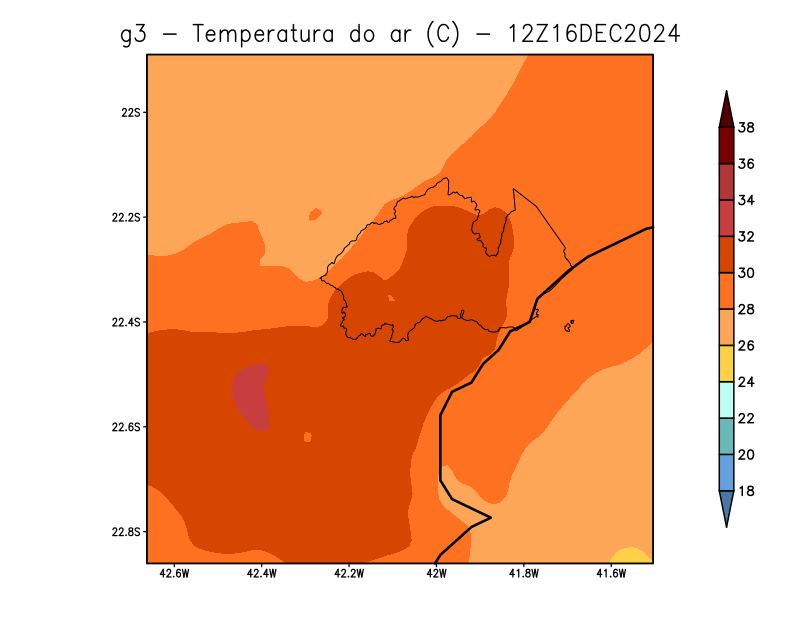 g3 – Temperatura do ar (C) – 12Z16DEC2024
22S
22.2S
22.4S
22.6S
22.8S
42.6W
42.4W
42.2W
42W
41.8W
41.6W
38
36
34
32
30
28
26
24
22
20
18